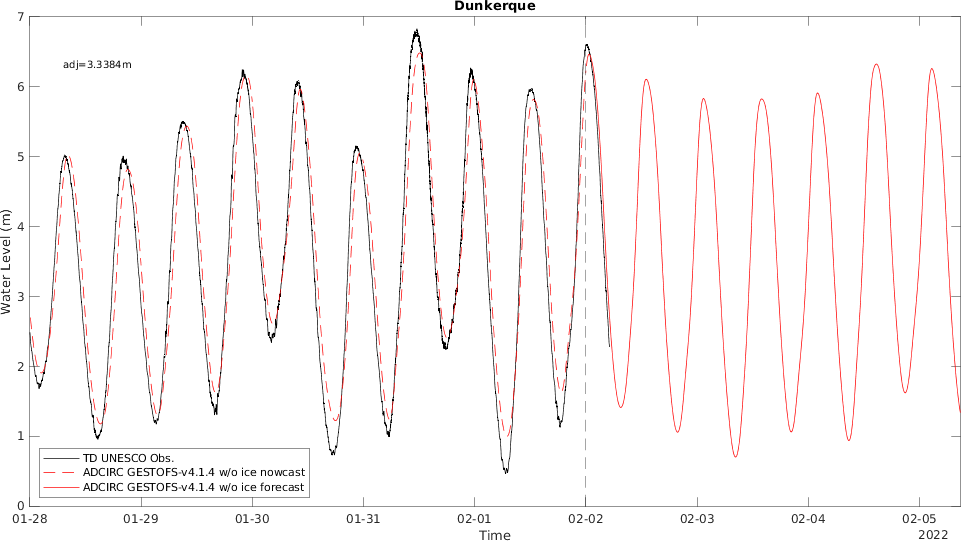 Dunkerque
adj=3.3384m
Water Level (m)
7
6
5
4
3
2
1
0
TD UNESCO Obs.
ADCIRC GESTOFS-v4.1.4 w/o ice nowcast
ADCIRC GESTOFS-v4.1.4 w/o ice forecast
01-28 01-29 01-30 01-31 02-01 02-02 02-03 02-04 02-05
Time
2022